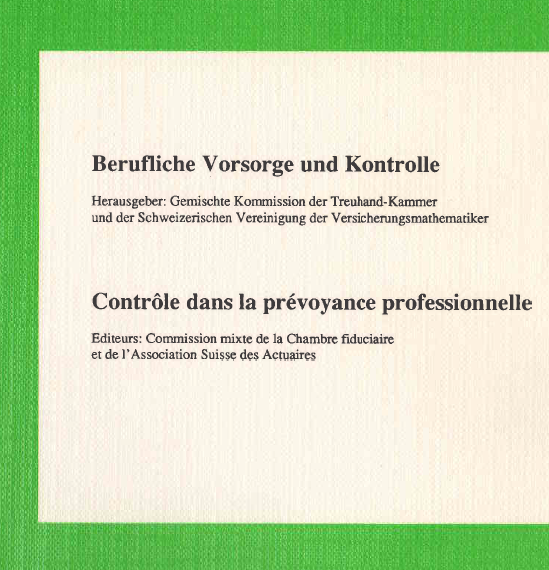 Berufliche Vorsorge und Kontrolle
Herausgeber: Gemischte Kommission der Treuhand-Kammer
und der Schweizerischen Vereinigung der Versicherungsmathematiker
Contrôle dans la prévoyance professionnelle
Editeurs: Commission mixte de la Chambre fiduciaire
et de l'Association Suisse des Actuaires